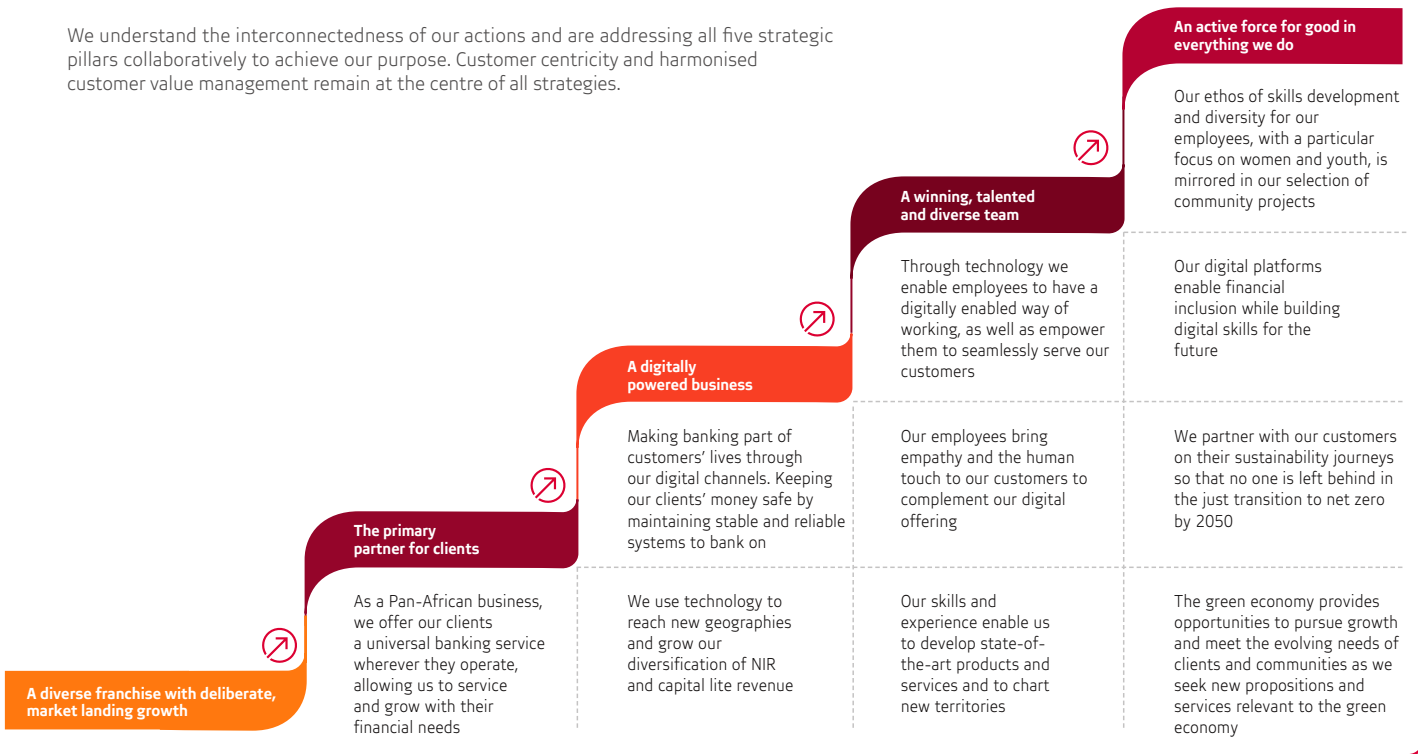 We understand the interconnectedness of our actions and are addressing all five strategic
pillars collaboratively to achieve our purpose. Customer centricity and harmonised
customer value management remain at the centre of all strategies.
An active force for good in
everything we do
Our ethos of skills development
and diversity for our
employees, with a particular
focus on women and youth, is
mirrored in our selection of
community projects
A winning, talented
and diverse team
Through technology we
enable employees to have a
digitally enabled way of
working, as well as empower
them to seamlessly serve our
customers
Our digital platforms
enable financial
inclusion while building
digital skills for the
future
A digitally
powered business
Making banking part of
customers' lives through
our digital channels. Keeping
our clients' money safe by
maintaining stable and reliable
systems to bank on
Our employees bring
empathy and the human
touch to our customers to
complement our digital
offering
We partner with our customers
on their sustainability journeys
so that no one is left behind in
the just transition to net zero
by 2050
The primary
partner for clients
As a Pan-African business,
we offer our clients
a universal banking service
wherever they operate,
allowing us to service
and grow with their
financial needs
We use technology to
reach new geographies
and grow our
diversification of NIR
and capital lite revenue
Our skills and
experience enable us
to develop state-of-
the-art products and
services and to chart
new territories
The green economy provides
opportunities to pursue growth
and meet the evolving needs of
clients and communities as we
seek new propositions and
services relevant to the green
economy
A diverse franchise with deliberate,
market landing growth